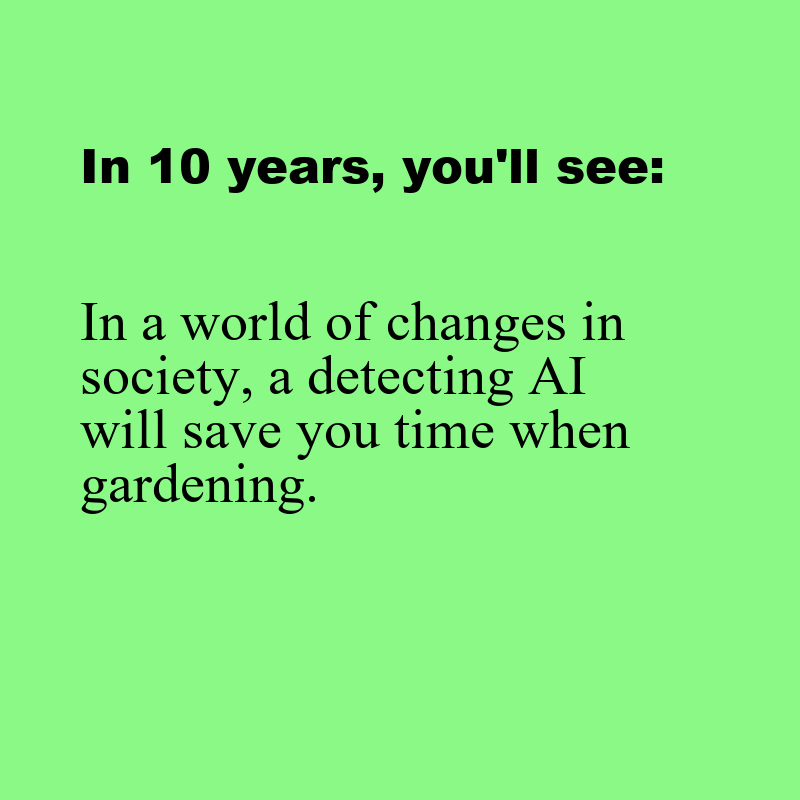 In 10 years, you'll see:
In a world of changes in
society, a detecting AI
will save you time when
gardening.